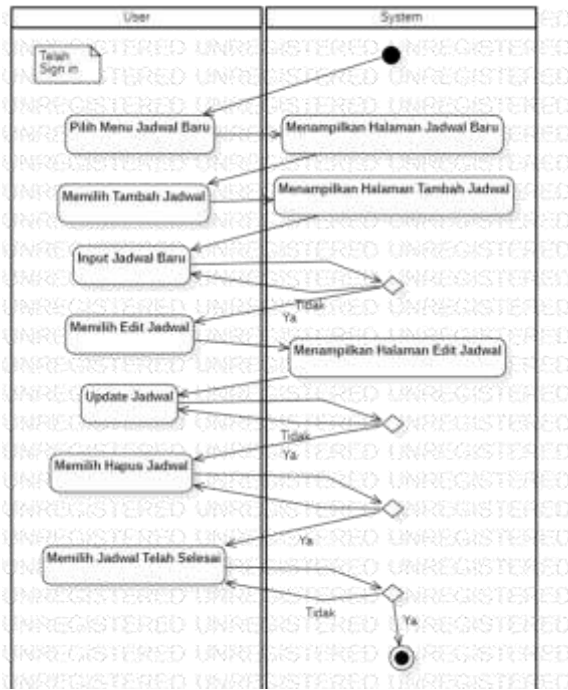 User
System
Telah
Sign in
Pilih Menu Jadwal Baru
Menampilkan Halaman Jadwal Baru
Memilih Tambah Jadwal
Menampilkan Halaman Tambah Jadwal
Input Jadwal Baru
Tidak
Ya
Memilih Edit Jadwal
Menampilkan Halaman Edit Jadwal
Update Jadwal
Tidak
Ya
Memilih Hapus Jadwal
Ya
Memilih Jadwal Telah Selesai
Tidak
Ya
UNREGISTERED